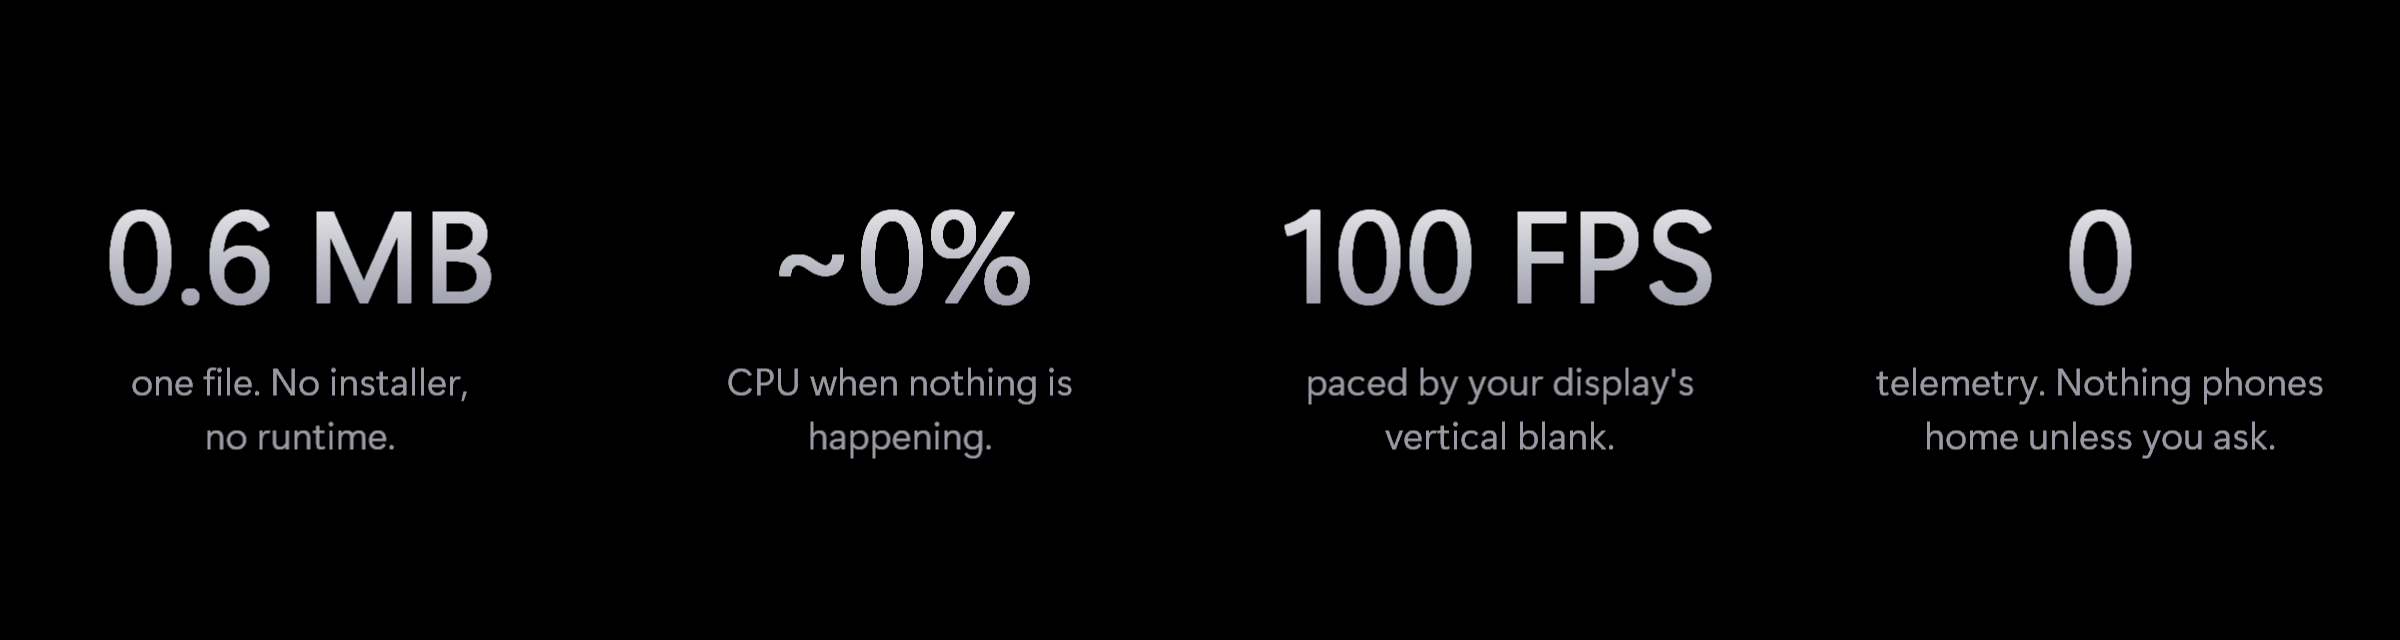 0.6 MB
one file. No installer,
no runtime.
~0%
CPU when nothing is
happening.
100 FPS
paced by your display's
vertical blank.
0
telemetry. Nothing phones
home unless you ask.